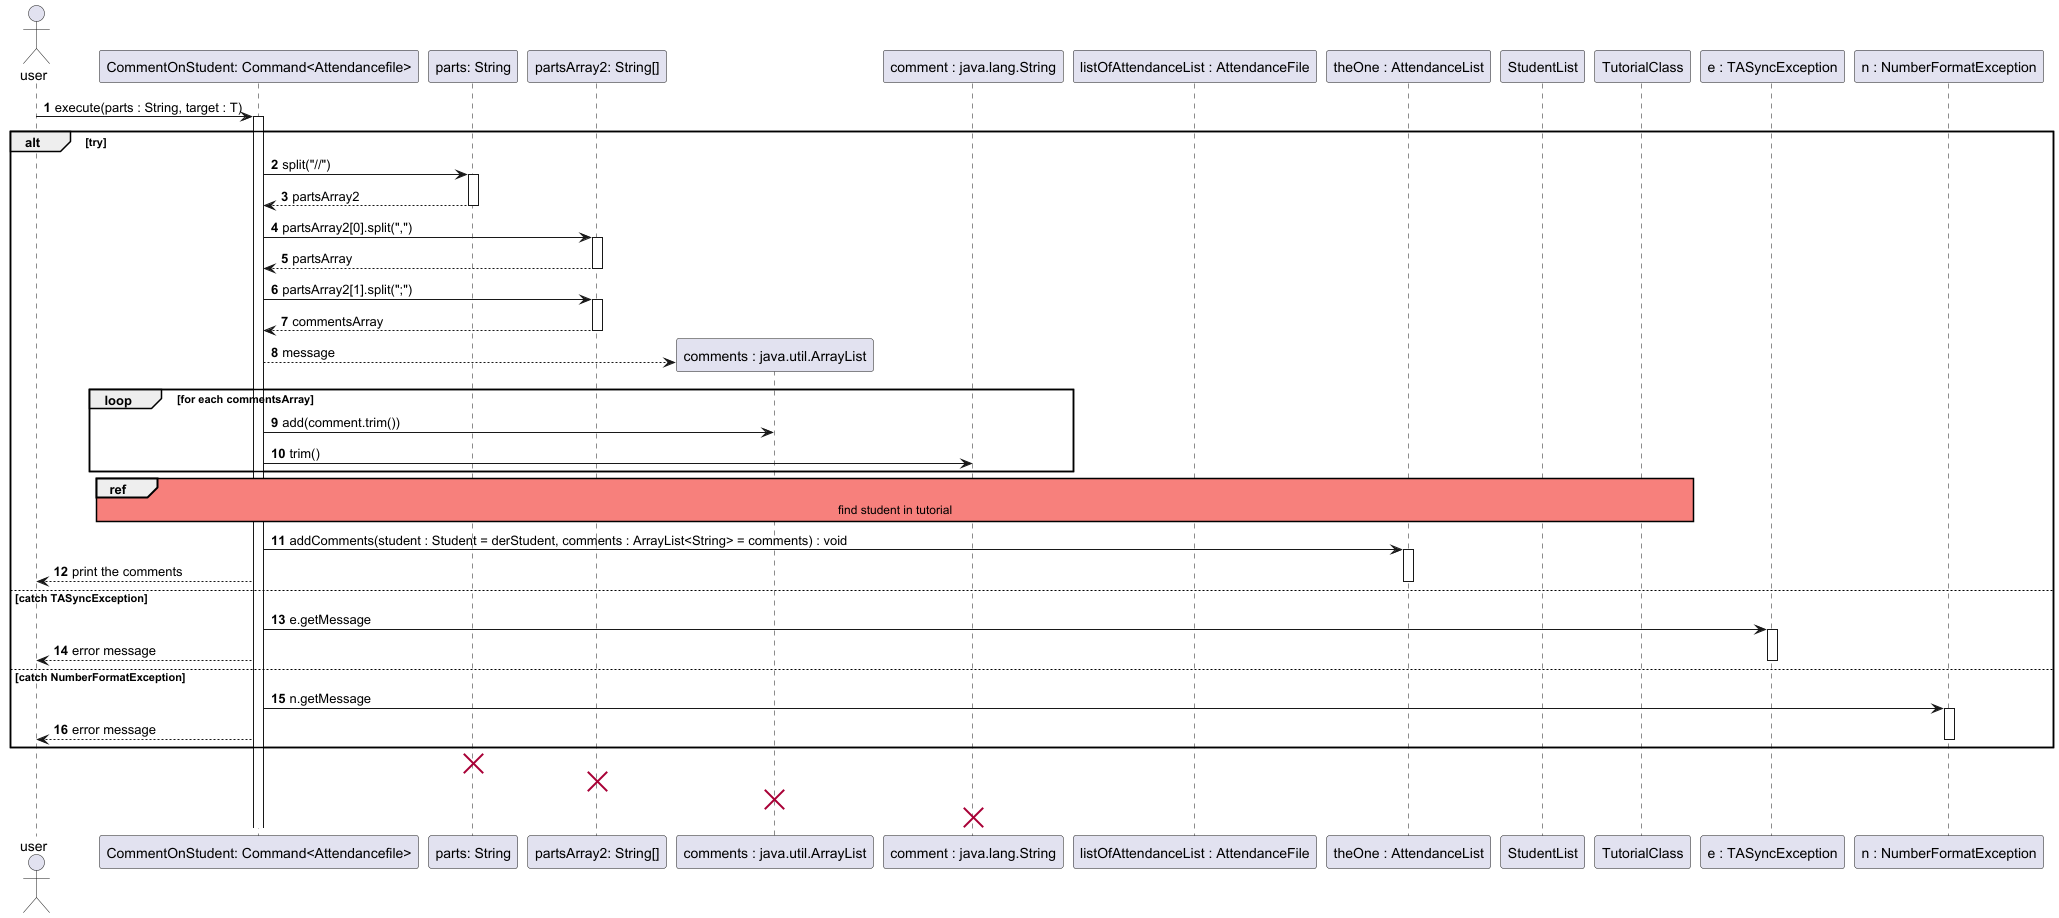 user
CommentOnStudent: Command<Attendancefile>
parts: String
partsArray2: String[]
comment : java.lang.String
listOfAttendanceList : AttendanceFile
theOne : AttendanceList
StudentList
TutorialClass
e : TASyncException
n : NumberFormatException
1 execute(parts : String, target : T)
alt [try]
2 split("//")
3 partsArray2
4 partsArray2[0].split(",")
5 partsArray
6 partsArray2[1].split(";")
7 commentsArray
8 message
comments : java.util.ArrayList
loop [for each commentsArray]
9 add(comment.trim())
10 trim()
ref
find student in tutorial
11 addComments(student : Student = derStudent, comments : ArrayList<String> = comments) : void
12 print the comments
[catch TASyncException]
13 e.getMessage
14 error message
[catch NumberFormatException]
15 n.getMessage
16 error message
user
CommentOnStudent: Command<Attendancefile>
parts: String
partsArray2: String[]
comments : java.util.ArrayList
comment : java.lang.String
listOfAttendanceList : AttendanceFile
theOne : AttendanceList
StudentList
TutorialClass
e : TASyncException
n : NumberFormatException